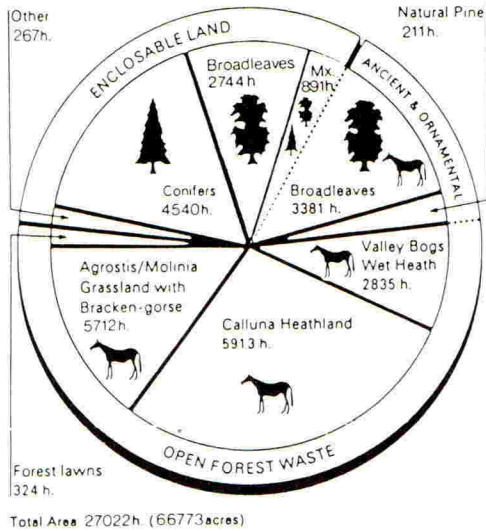 Other
267h.
Natural Pine
211h.
ENCLOSABLE LAND
ANCIENT & ORNAMENTAL
Broadleaves
2744h
Mx.
891h.
Conifers
4540h.
Broadleaves
3381 h.
Valley Bogs
Wet Heath
2835 h.
Agrostis/Molinia
Grassland with
Bracken-gorse
5712h.
Calluna Heathland
5913 h.
OPEN FOREST WASTE
Forest lawns
324 h.
Total Area 27022h. (66773acres)